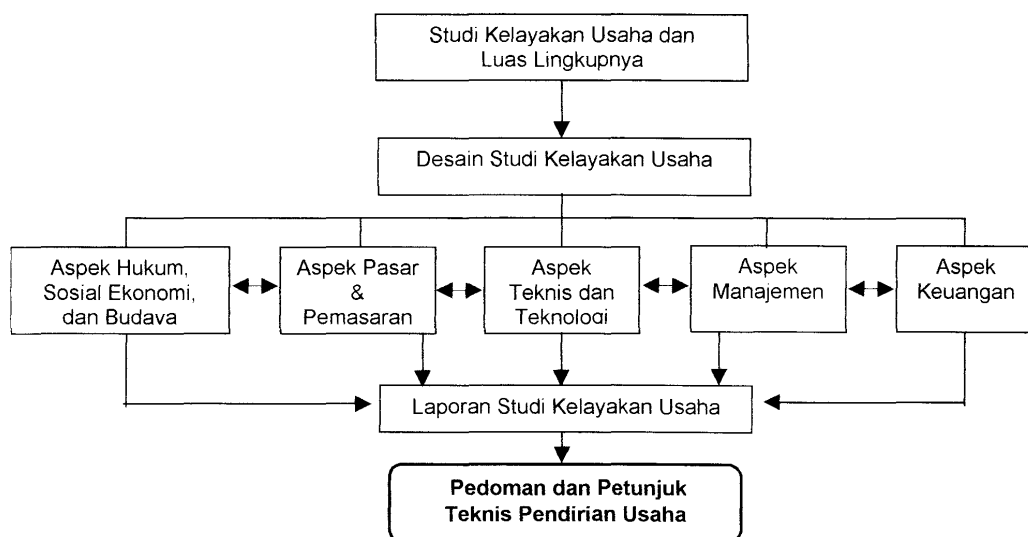 Studi Kelayakan Usaha dan
Luas Lingkupnya
Desain Studi Kelayakan Usaha
Aspek Hukum,
Sosial Ekonomi,
dan Budaya
Aspek Pasar
&
Pemasaran
Aspek
Teknis dan
Teknologi
Aspek
Manajemen
Aspek
Keuangan
Laporan Studi Kelayakan Usaha
Pedoman dan Petunjuk
Teknis Pendirian Usaha